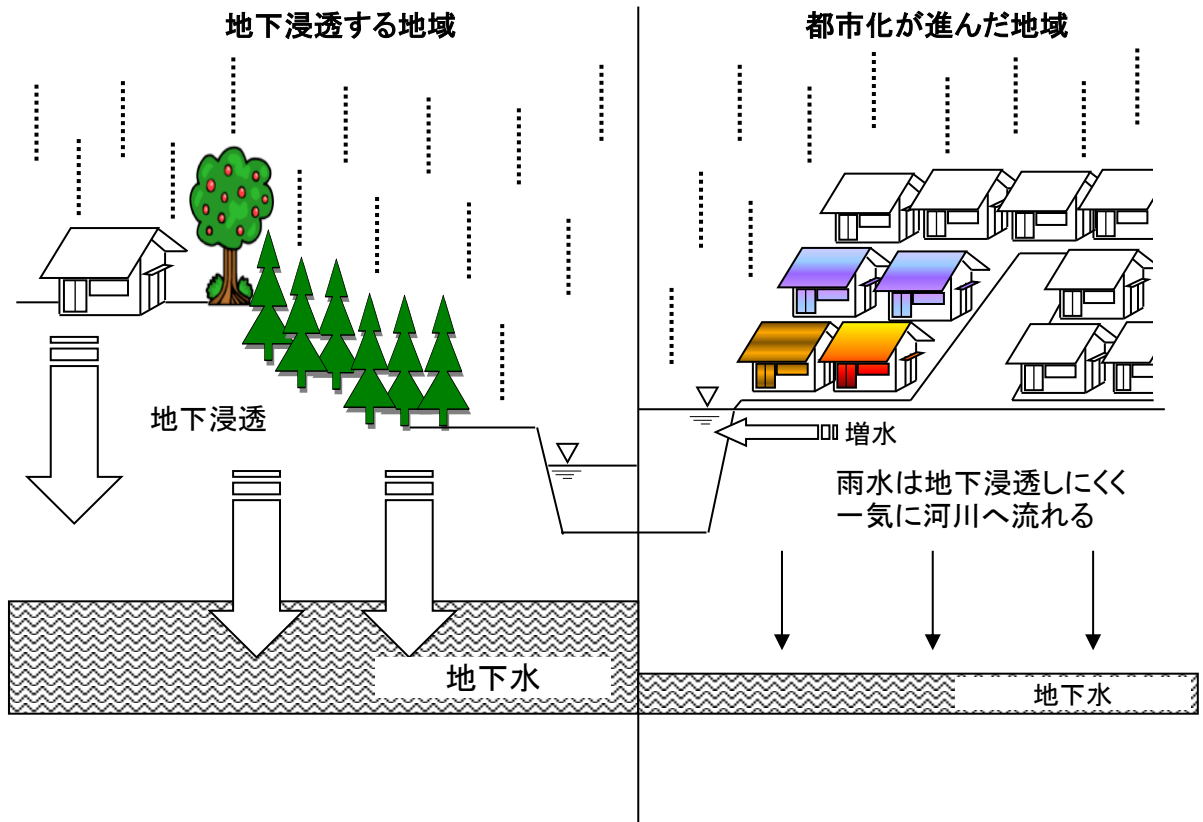 地下浸透する地域
都市化が進んだ地域
地下浸透
増水
雨水は地下浸透しにくく
一気に河川へ流れる
地下水
地下水